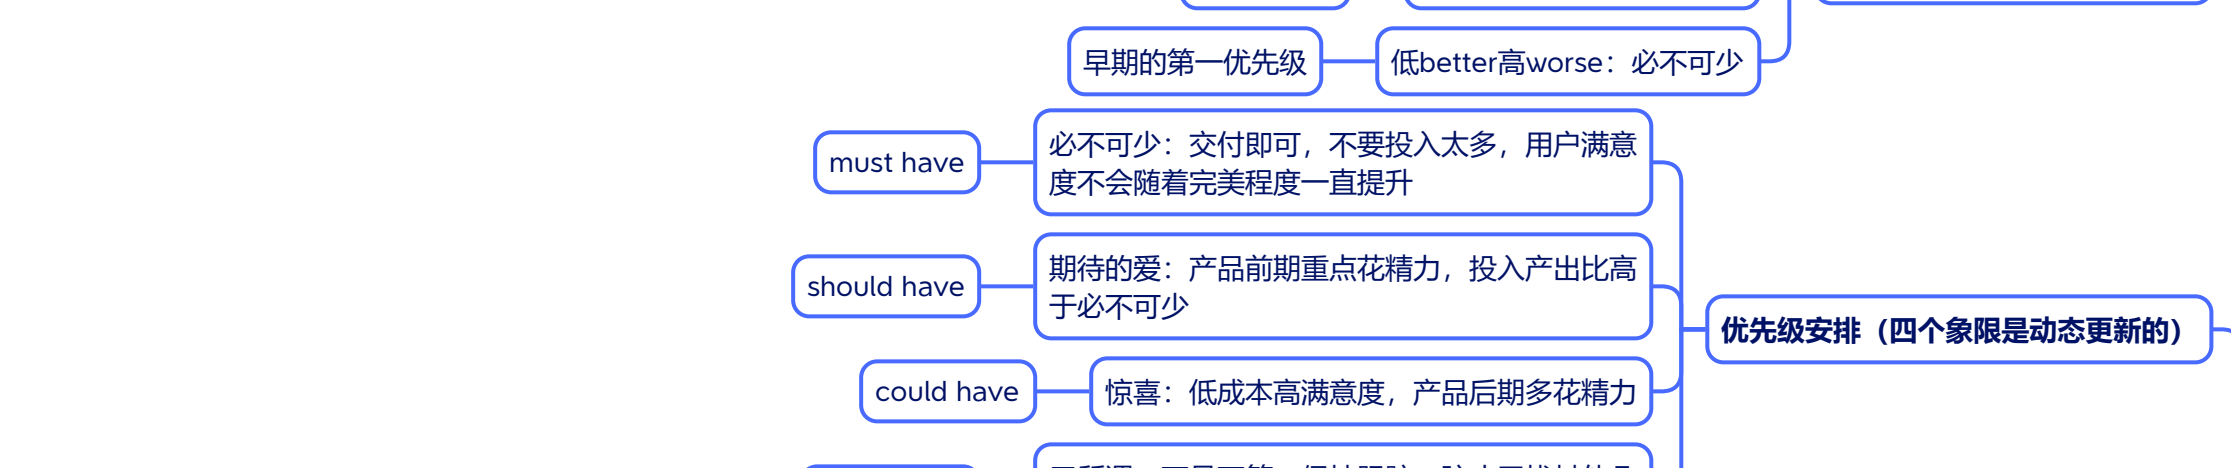 早期的第一优先级
低better高worse：必不可少
must have
必不可少：交付即可，不要投入太多，用户满意
度不会随着完美程度一直提升
should have
期待的爱：产品前期重点花精力，投入产出比高
于必不可少
优先级安排（四个象限是动态更新的）
could have
惊喜：低成本高满意度，产品后期多花精力